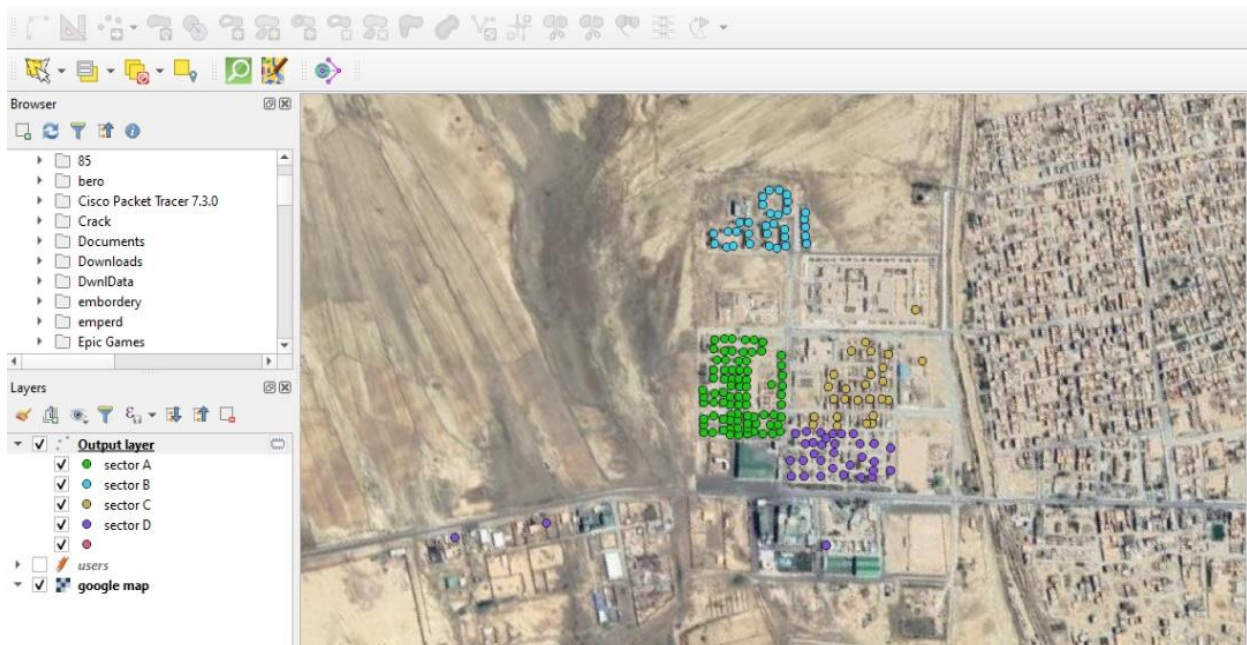 Browser
85
bero
Cisco Packet Tracer 7.3.0
Crack
Documents
Downloads
DwnlData
embordery
emperd
Epic Games
Layers
Output layer
sector A
sector B
sector C
sector D
users
google map